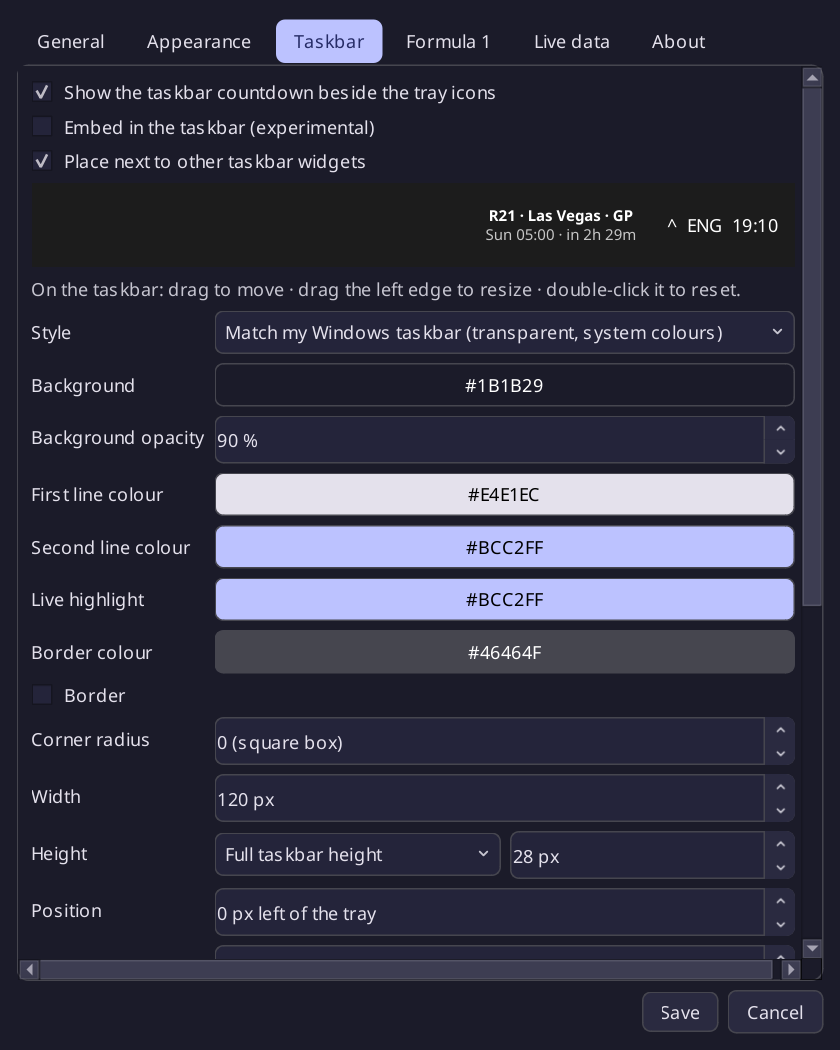 General Appearance Taskbar Formula 1 Live data About
Show the taskbar countdown beside the tray icons
Embed in the taskbar (experimental)
Place next to other taskbar widgets
R21 · Las Vegas · GP
Sun 05:00 · in 2h 29m
^ ENG 19:10
On the taskbar: drag to move · drag the left edge to resize · double-click it to reset.
Style Match my Windows taskbar (transparent, system colours)
Background #1B1B29
Background opacity 90 %
First line colour #E4E1EC
Second line colour #BCC2FF
Live highlight #BCC2FF
Border colour #46464F
Border
Corner radius 0 (square box)
Width 120 px
Height Full taskbar height 28 px
Position 0 px left of the tray
Save Cancel